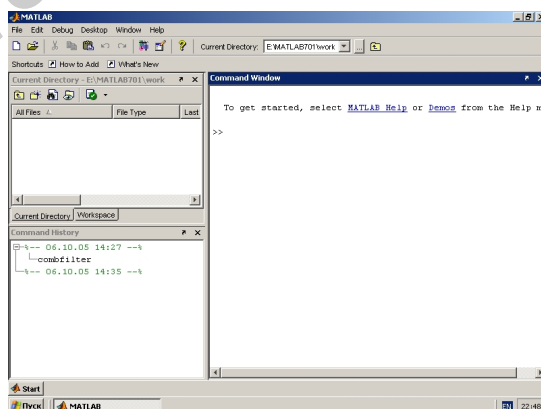 MATLAB
File Edit Debug Desktop Window Help
Current Directory: E:\MATLAB701\work
Shortcuts How to Add What's New
Current Directory - E:\MATLAB701\work
All Files File Type Last
Current Directory Workspace
Command History
%-- 06.10.05 14:27 --%
combfilter
%-- 06.10.05 14:35 --%
Command Window
To get started, select MATLAB Help or Demos from the Help m
>>
Start
Пуск MATLAB EN 22:48